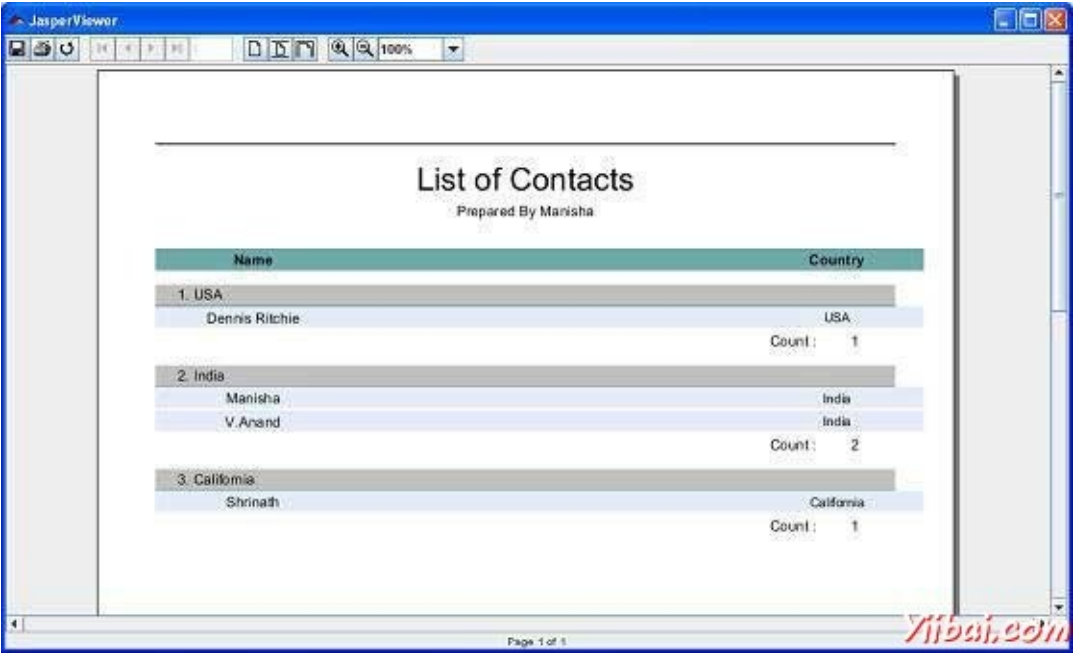 JasperViewer
100%
List of Contacts
Prepared By Manisha
Name Country
1. USA
Dennis Ritchie USA
Count : 1
2. India
Manisha India
V.Anand India
Count : 2
3. California
Shrinath California
Count : 1
Page 1 of 1
Yiibai.com